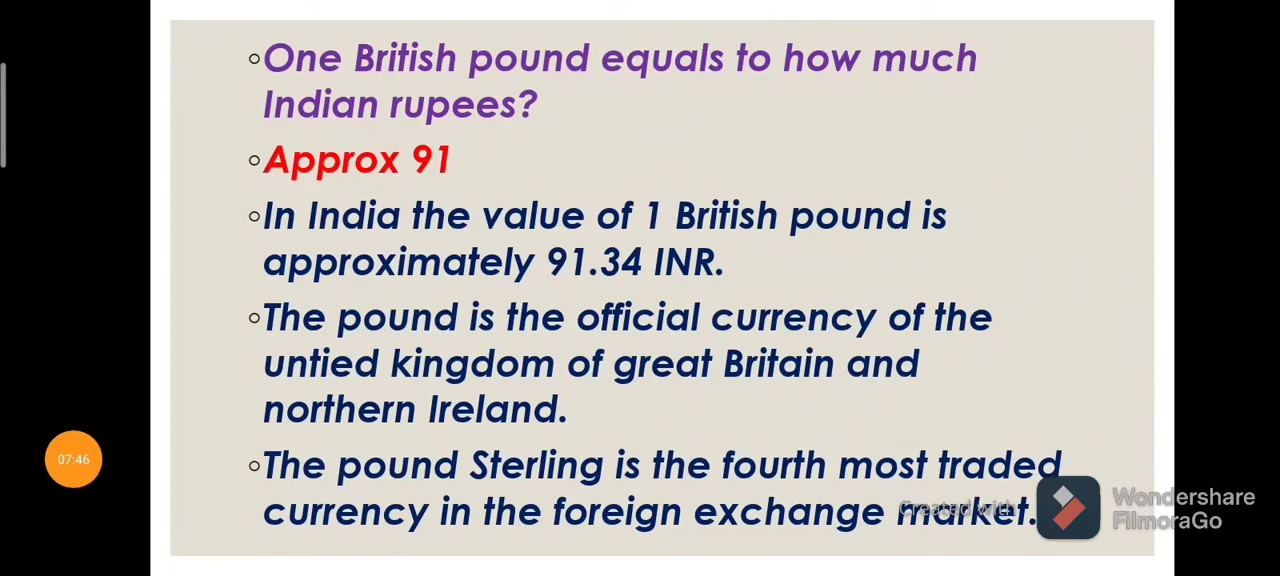 One British pound equals to how much
Indian rupees?
Approx 91
In India the value of 1 British pound is
approximately 91.34 INR.
The pound is the official currency of the
untied kingdom of great Britain and
northern Ireland.
07:46
The pound Sterling is the fourth most traded
currency in the foreign exchange market.
Created with
Wondershare
FilmoraGo